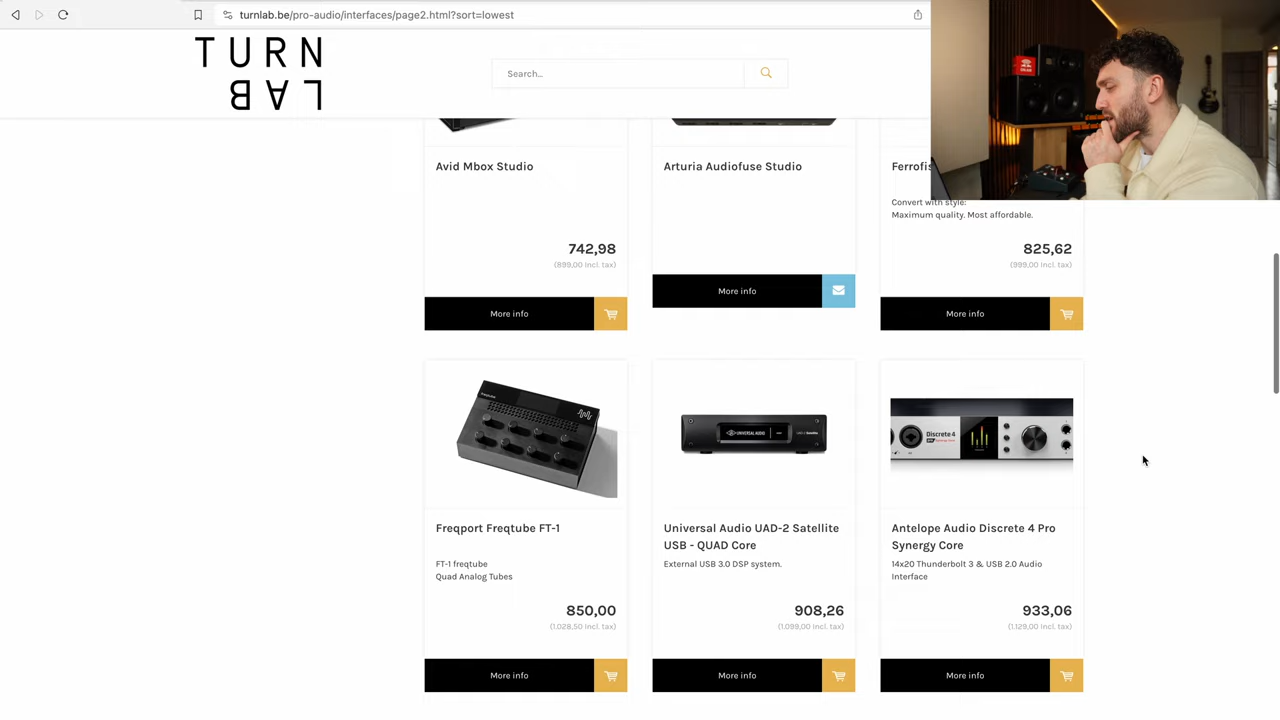 turnlab.be/pro-audio/interfaces/page2.html?sort=lowest
TURN
LAB
Search...
Avid Mbox Studio
742,98
(899,00 Incl. tax)
More info
Arturia Audiofuse Studio
More info
Ferrofis
Convert with style:
Maximum quality. Most affordable.
825,62
(999,00 Incl. tax)
More info
Freqport Freqtube FT-1
FT-1 freqtube
Quad Analog Tubes
850,00
(1.028,50 Incl. tax)
More info
UNIVERSAL AUDIO
Universal Audio UAD-2 Satellite
USB - QUAD Core
External USB 3.0 DSP system.
908,26
(1.099,00 Incl. tax)
More info
Discrete 4
Antelope Audio Discrete 4 Pro
Synergy Core
14x20 Thunderbolt 3 & USB 2.0 Audio
Interface
933,06
(1.129,00 Incl. tax)
More info